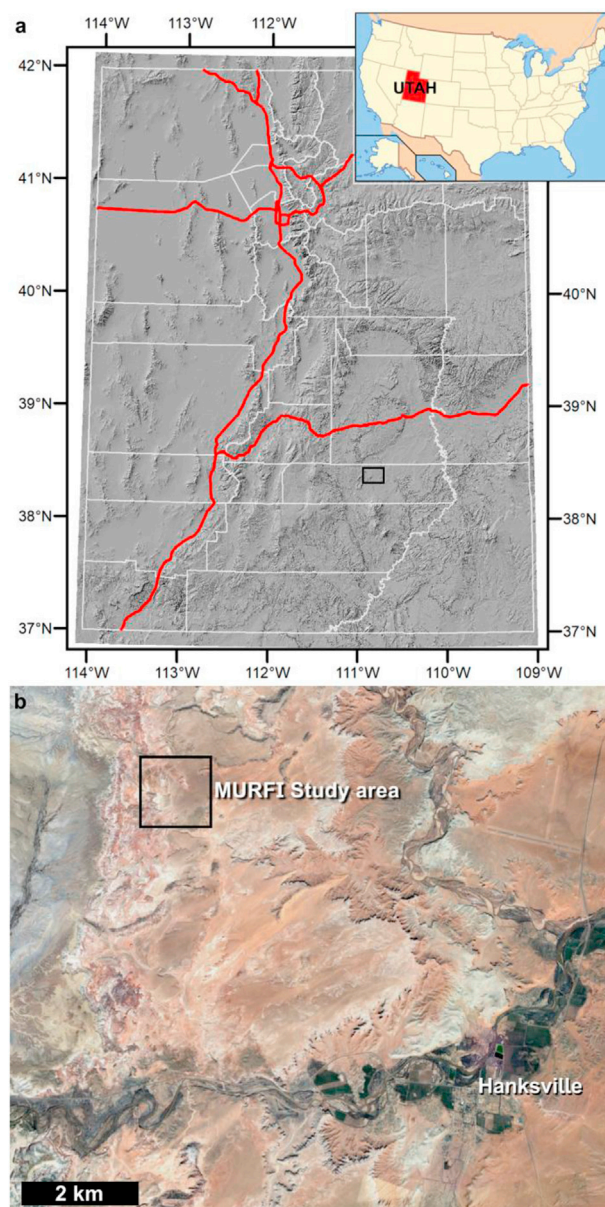 a
114°W 113°W 112°W
UTAH
42°N
41°N
40°N 40°N
39°N 39°N
38°N 38°N
37°N 37°N
114°W 113°W 112°W 111°W 110°W 109°W
b
MURFI Study area
Hanksville
2 km